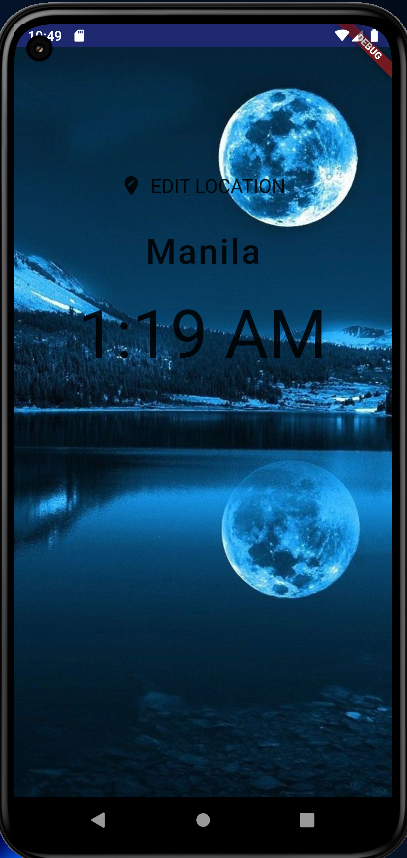 10:49
DEBUG
EDIT LOCATION
Manila
1:19 AM